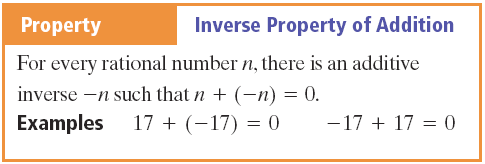 Property Inverse Property of Addition
For every rational number n, there is an additive
inverse −n such that n + (−n) = 0.
Examples 17 + (−17) = 0 −17 + 17 = 0